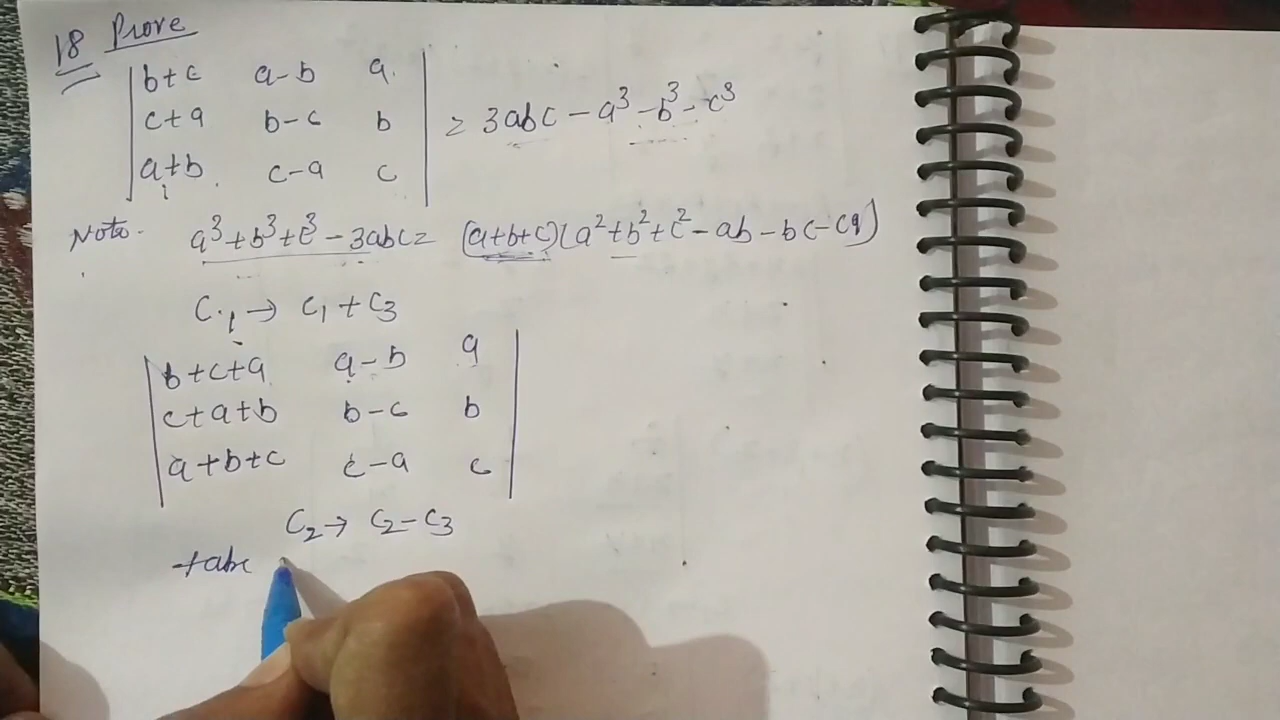 18 Prove
| b+c a-b a |
| c+a b-c b | = 3abc - a³ - b³ - c³
| a+b c-a c |
Note. a³+b³+c³ - 3abc = (a+b+c)(a²+b²+c² - ab - bc - ca)
C₁ → C₁ + C₃
| b+c+a a-b a |
| c+a+b b-c b |
| a+b+c c-a c |
C₂ → C₂ - C₃